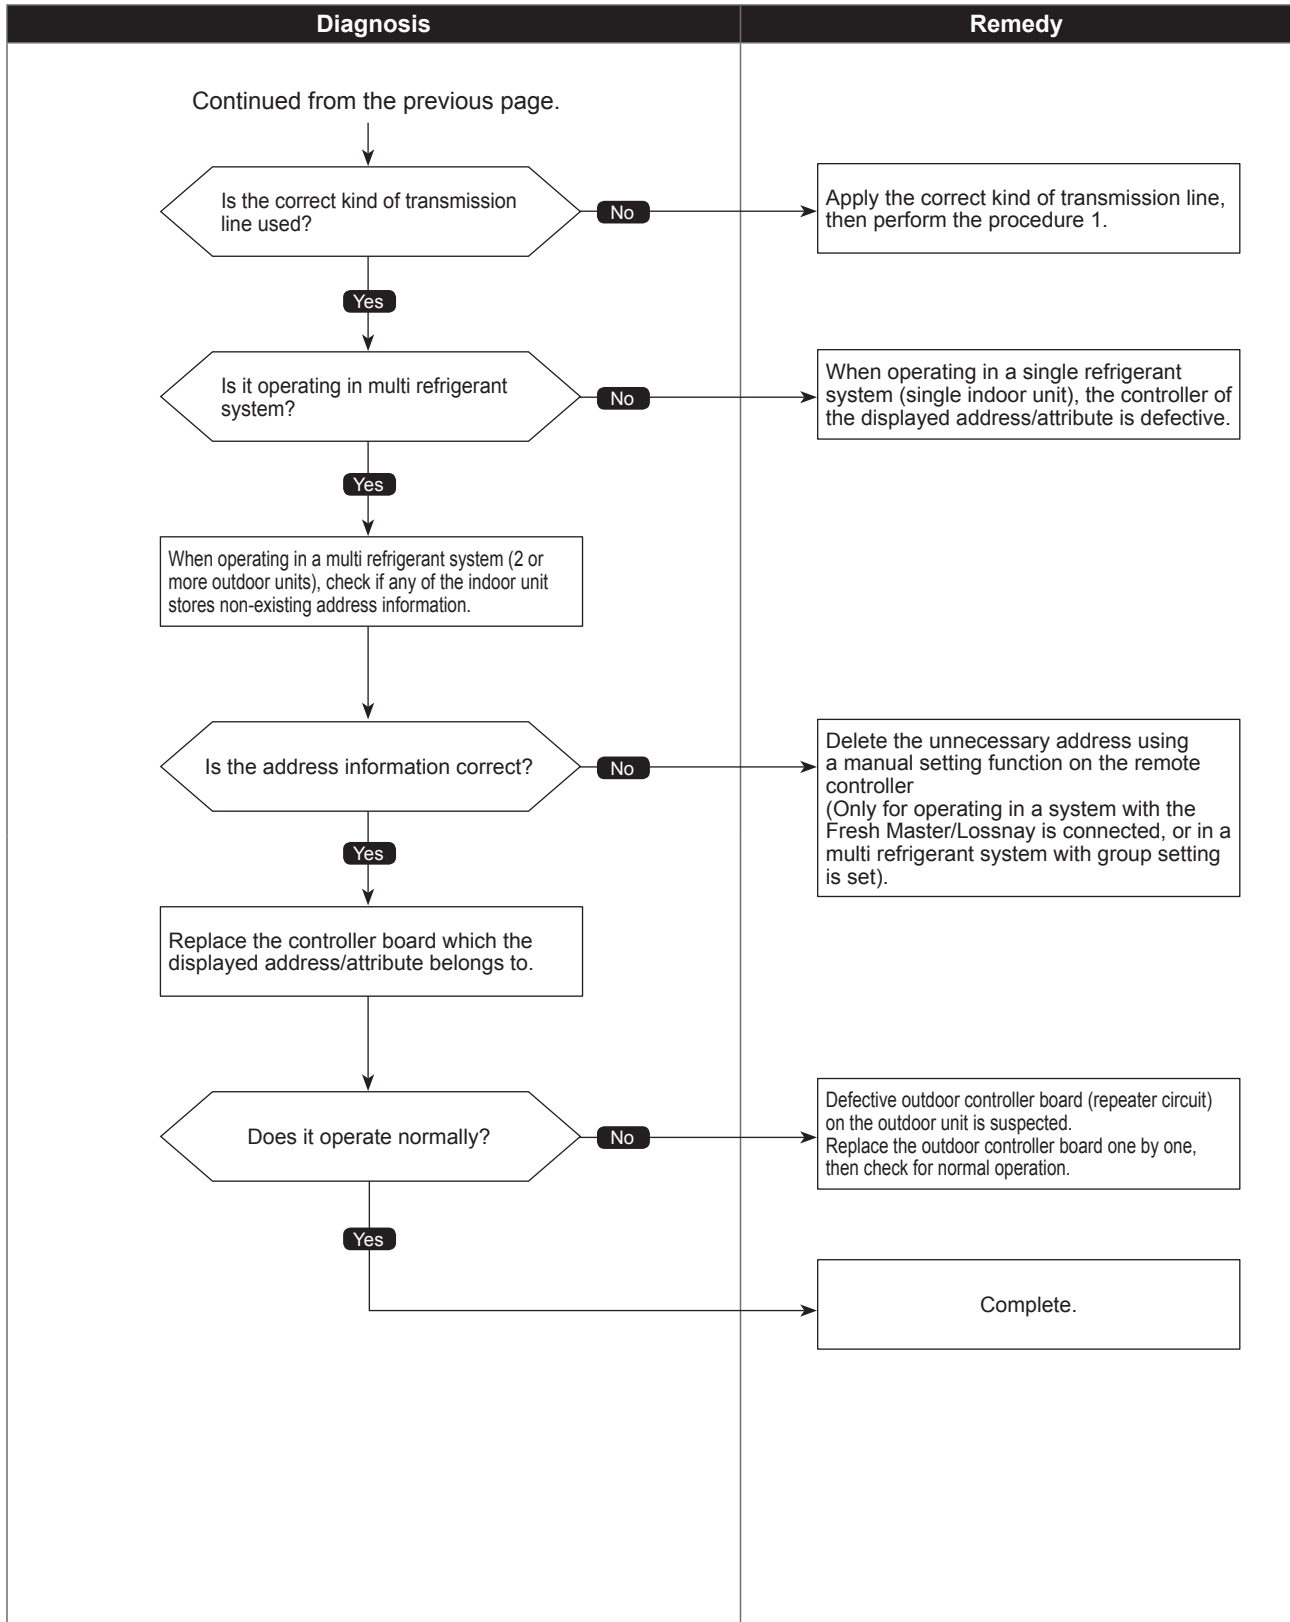 Diagnosis
Remedy
Continued from the previous page.
Is the correct kind of transmission
line used?
No
Apply the correct kind of transmission line,
then perform the procedure 1.
Yes
Is it operating in multi refrigerant
system?
No
When operating in a single refrigerant
system (single indoor unit), the controller of
the displayed address/attribute is defective.
Yes
When operating in a multi refrigerant system (2 or
more outdoor units), check if any of the indoor unit
stores non-existing address information.
Is the address information correct?
No
Delete the unnecessary address using
a manual setting function on the remote
controller
(Only for operating in a system with the
Fresh Master/Lossnay is connected, or in a
multi refrigerant system with group setting
is set).
Yes
Replace the controller board which the
displayed address/attribute belongs to.
Does it operate normally?
No
Defective outdoor controller board (repeater circuit)
on the outdoor unit is suspected.
Replace the outdoor controller board one by one,
then check for normal operation.
Yes
Complete.